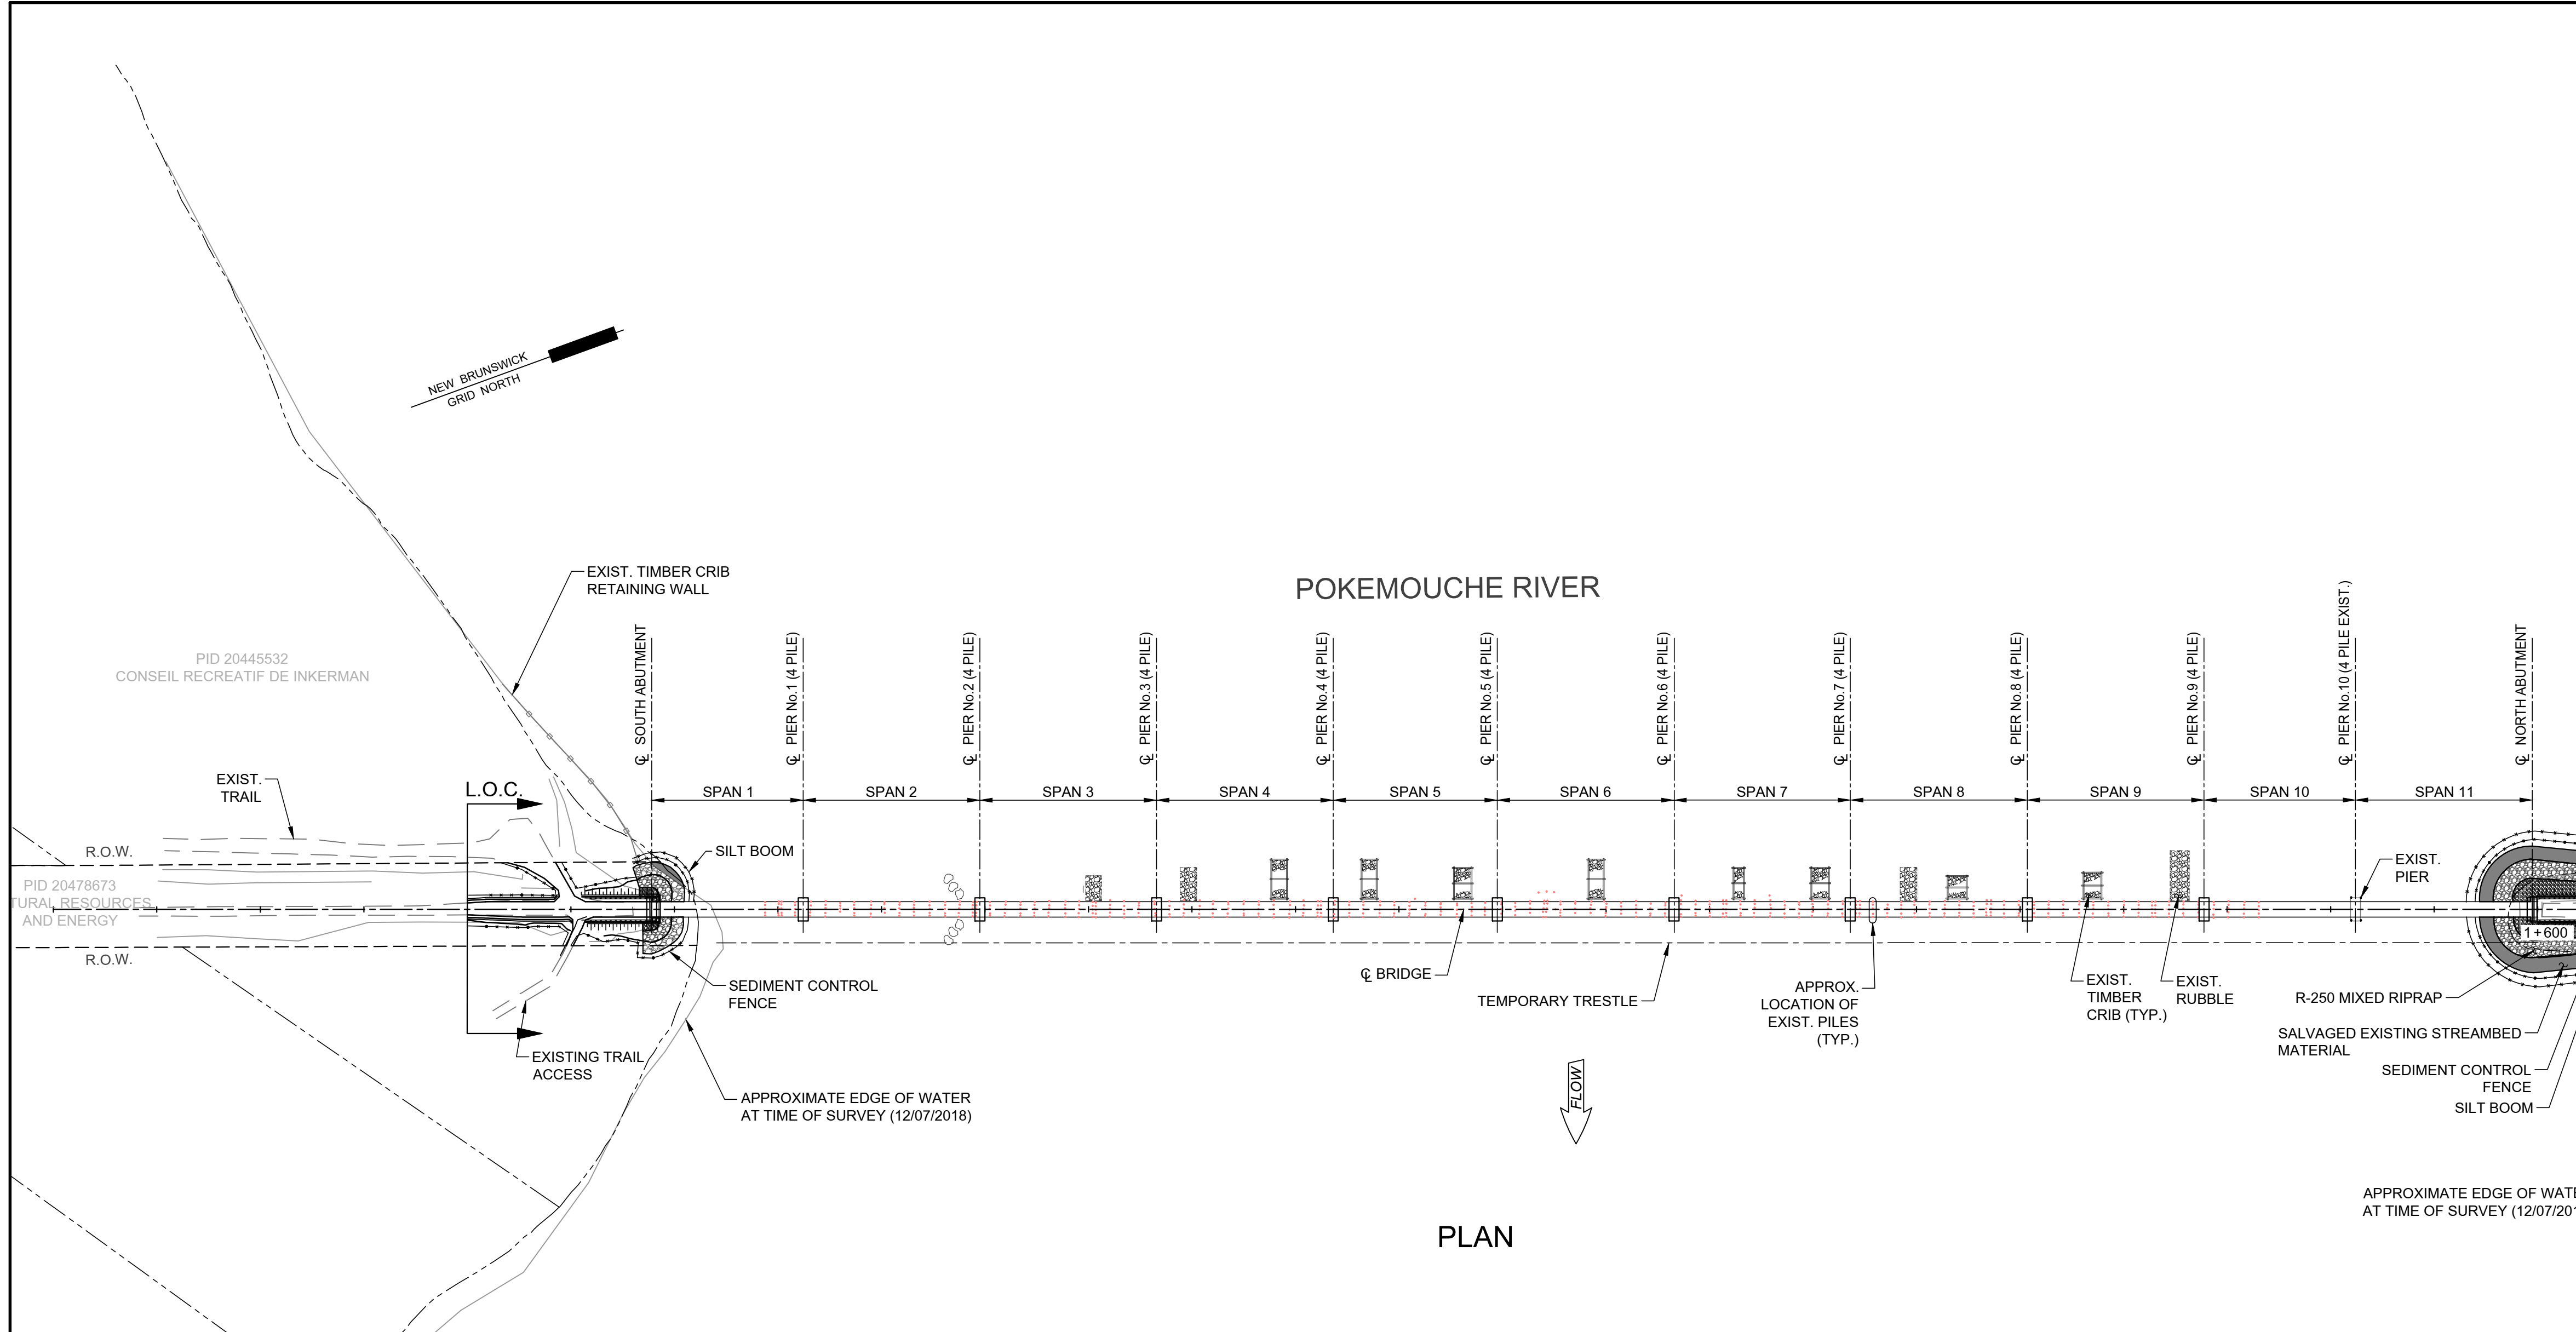 NEW BRUNSWICK
GRID NORTH
EXIST. TIMBER CRIB
RETAINING WALL
POKEMOUCHE RIVER
PID 20445532
CONSEIL RECREATIF DE INKERMAN
℄ SOUTH ABUTMENT
℄ PIER No.1 (4 PILE)
℄ PIER No.2 (4 PILE)
℄ PIER No.3 (4 PILE)
℄ PIER No.4 (4 PILE)
℄ PIER No.5 (4 PILE)
℄ PIER No.6 (4 PILE)
℄ PIER No.7 (4 PILE)
℄ PIER No.8 (4 PILE)
℄ PIER No.9 (4 PILE)
℄ PIER No.10 (4 PILE EXIST.)
℄ NORTH ABUTMENT
EXIST.
TRAIL
L.O.C.
SPAN 1
SPAN 2
SPAN 3
SPAN 4
SPAN 5
SPAN 6
SPAN 7
SPAN 8
SPAN 9
SPAN 10
SPAN 11
R.O.W.
SILT BOOM
EXIST.
PIER
PID 20478673
TURAL RESOURCES
AND ENERGY
1+600
R.O.W.
SEDIMENT CONTROL
FENCE
℄ BRIDGE
TEMPORARY TRESTLE
APPROX.
LOCATION OF
EXIST. PILES
(TYP.)
EXIST.
TIMBER
CRIB (TYP.)
EXIST.
RUBBLE
R-250 MIXED RIPRAP
SALVAGED EXISTING STREAMBED
MATERIAL
SEDIMENT CONTROL
FENCE
SILT BOOM
EXISTING TRAIL
ACCESS
APPROXIMATE EDGE OF WATER
AT TIME OF SURVEY (12/07/2018)
FLOW
APPROXIMATE EDGE OF WATE
AT TIME OF SURVEY (12/07/201
PLAN